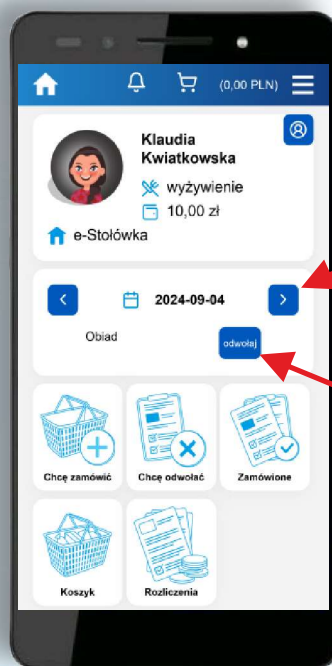 (0,00 PLN)
Klaudia
Kwiatkowska
wyżywienie
10,00 zł
e-Stołówka
2024-09-04
Obiad
odwołaj
Chcę zamówić
Chcę odwołać
Zamówione
Koszyk
Rozliczenia